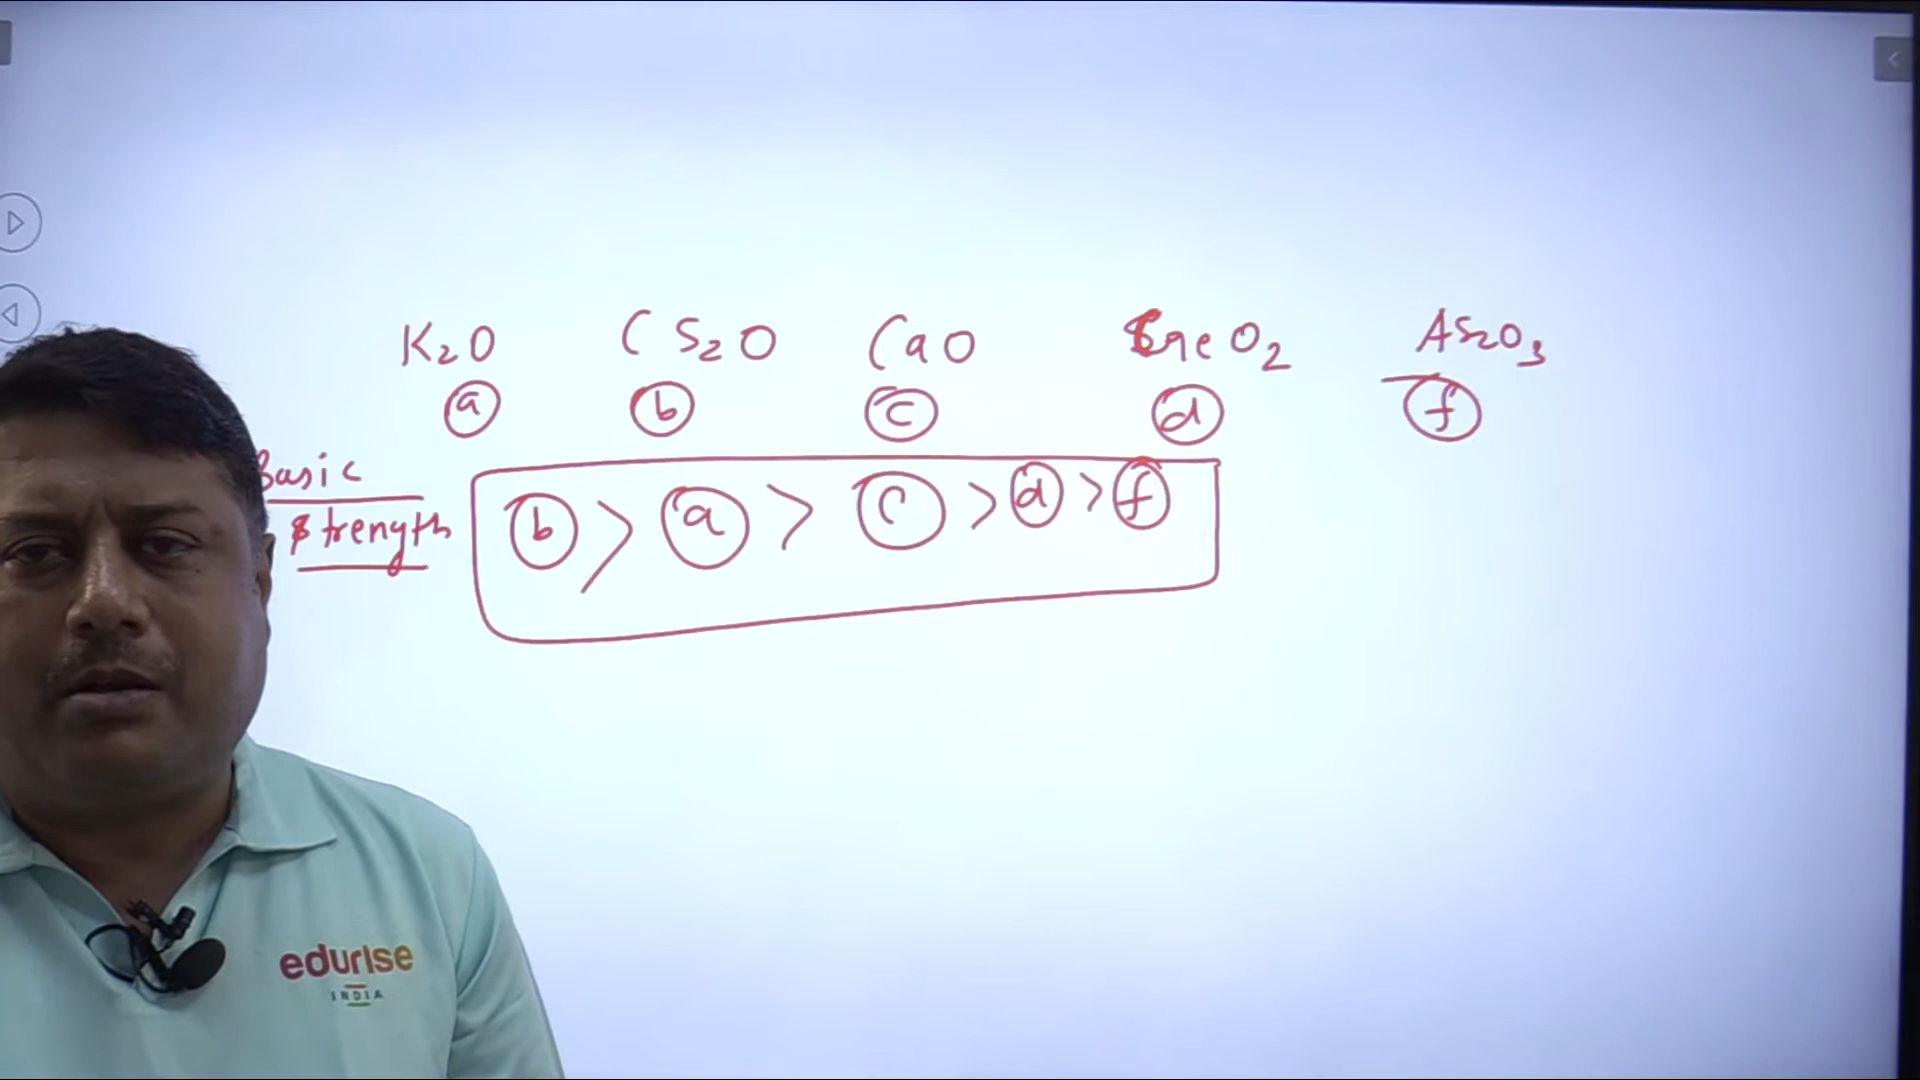 K₂O CS₂O CaO GeO₂ As₂O₃
a b c d f
Basic
Strength
b > a > c > d > f
edurise
INDIA